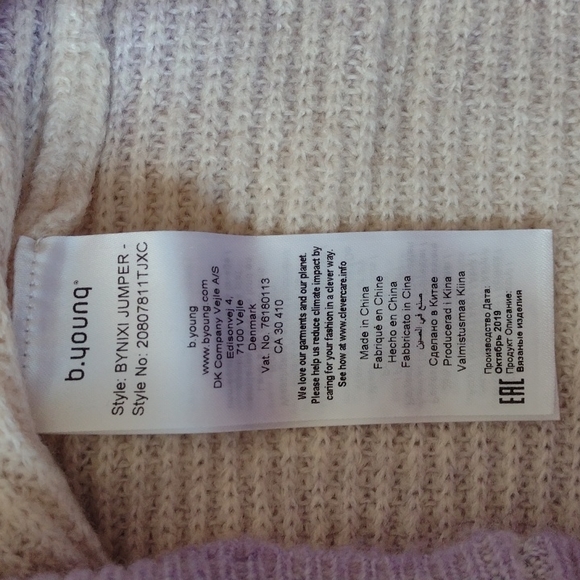 b.young®
Style: BYNIXI JUMPER -
Style No: 20807811TJXC
b.young
www.byoung.com
DK Company Vejle A/S
Edisonvej 4,
7100 Vejle
Denmark
Vat. No.78180113
CA 30 410
We love our garments and our planet.
Please help us reduce climate impact by
caring for your fashion in a clever way.
See how at www.clevercare.info
Made in China
Fabriqué en Chine
Hecho en China
Fabbricato in Cina
صنع في الصين
Сделано в Китае
Producerad i Kina
Valmistusmaa Kiina
EAC
Производство Дата:
Октябрь 2019
Продукт Описание:
Вязаные изделия